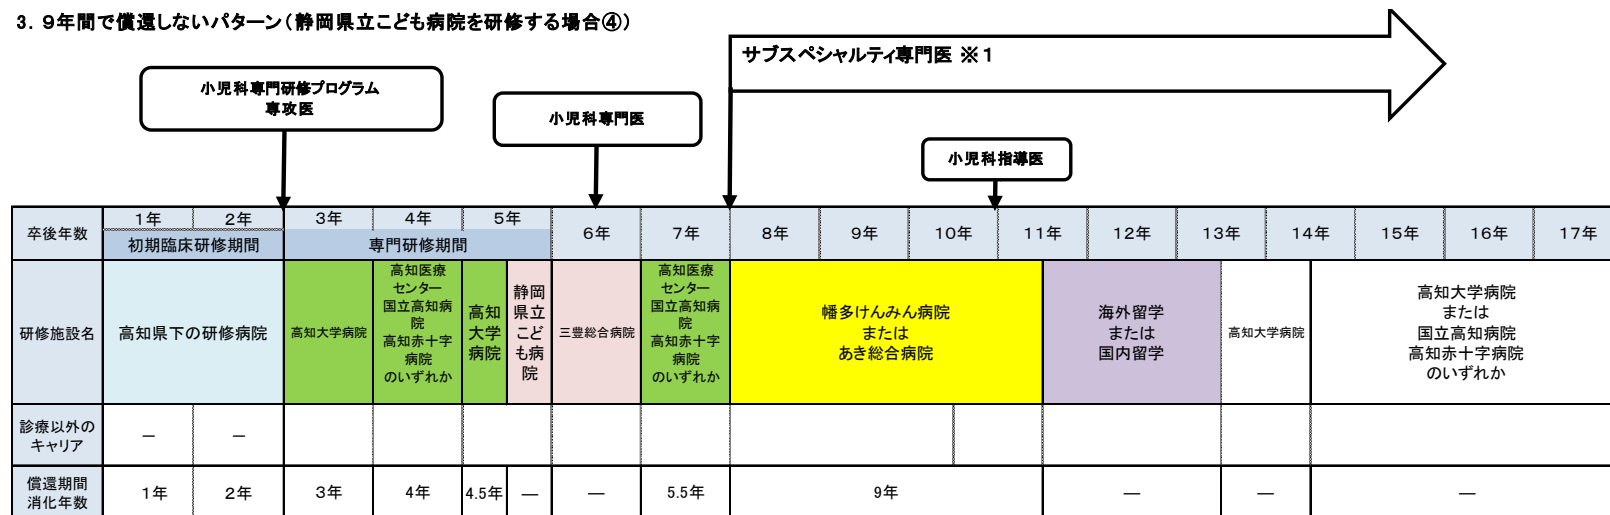 3．9年間で償還しないパターン（静岡県立こども病院を研修する場合④）
サブスペシャルティ専門医 ※1
小児科専門研修プログラム
専攻医
小児科専門医
小児科指導医
卒後年数
1年
2年
3年
4年
5年
6年
7年
8年
9年
10年
11年
12年
13年
14年
15年
16年
17年
初期臨床研修期間
専門研修期間
研修施設名
高知県下の研修病院
高知大学病院
高知医療
センター
国立高知病
院
高知赤十字
病院
のいずれか
高知
大学
病院
静岡
県立
こど
も病
院
三豊総合病院
高知医療
センター
国立高知病
院
高知赤十字
病院
のいずれか
幡多けんみん病院
または
あき総合病院
海外留学
または
国内留学
高知大学病院
高知大学病院
または
国立高知病院
高知赤十字病院
のいずれか
診療以外の
キャリア
―
―
償還期間
消化年数
1年
2年
3年
4年
4.5年
―
―
5.5年
9年
―
―
―